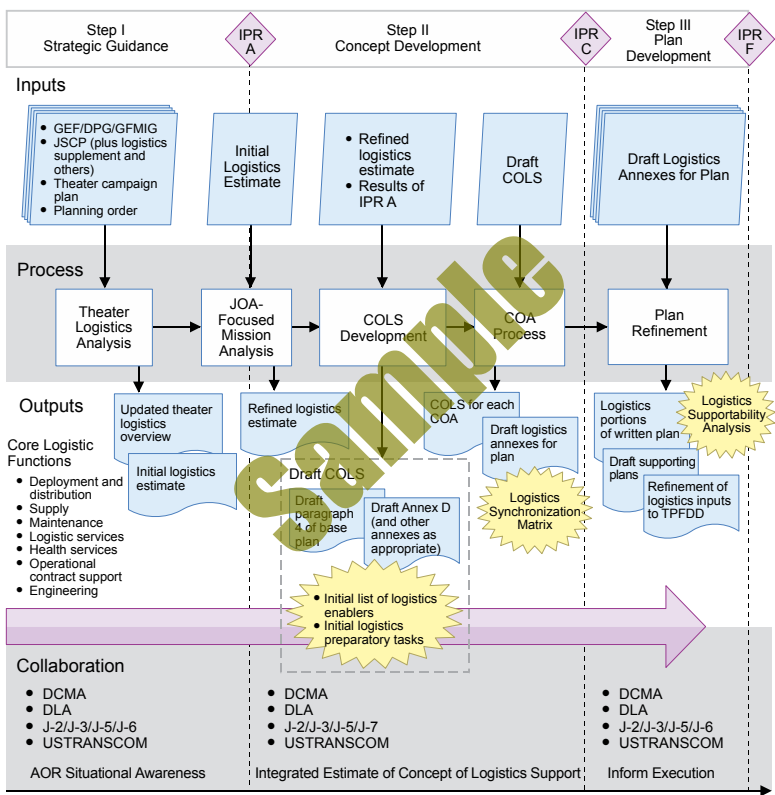 Step I
Strategic Guidance
IPR
A
Step II
Concept Development
IPR
C
Step III
Plan
Development
IPR
F
Inputs
• GEF/DPG/GFMIG
• JSCP (plus logistics
supplement and
others)
• Theater campaign
plan
• Planning order
Initial
Logistics
Estimate
• Refined
logistics
estimate
• Results of
IPR A
Draft
COLS
Draft Logistics
Annexes for Plan
Process
Theater
Logistics
Analysis
JOA-
Focused
Mission
Analysis
COLS
Development
COA
Process
Plan
Refinement
Sample
Outputs
Updated theater
logistics
overview
Initial logistics
estimate
Refined logistics
estimate
COLS for each
COA
Draft logistics
annexes for
plan
Logistics
Synchronization
Matrix
Logistics
portions
of written plan
Draft supporting
plans
Refinement of
logistics inputs
to TPFDD
Logistics
Supportability
Analysis
Core Logistic
Functions
• Deployment and
distribution
• Supply
• Maintenance
• Logistic services
• Health services
• Operational
contract support
• Engineering
Draft COLS
Draft
paragraph
4 of base
plan
Draft Annex D
(and other
annexes as
appropriate)
• Initial list of logistics
enablers
• Initial logistics
preparatory tasks
Collaboration
• DCMA
• DLA
• J-2/J-3/J-5/J-6
• USTRANSCOM
AOR Situational Awareness
• DCMA
• DLA
• J-2/J-3/J-5/J-7
• USTRANSCOM
Integrated Estimate of Concept of Logistics Support
• DCMA
• DLA
• J-2/J-3/J-5/J-6
• USTRANSCOM
Inform Execution